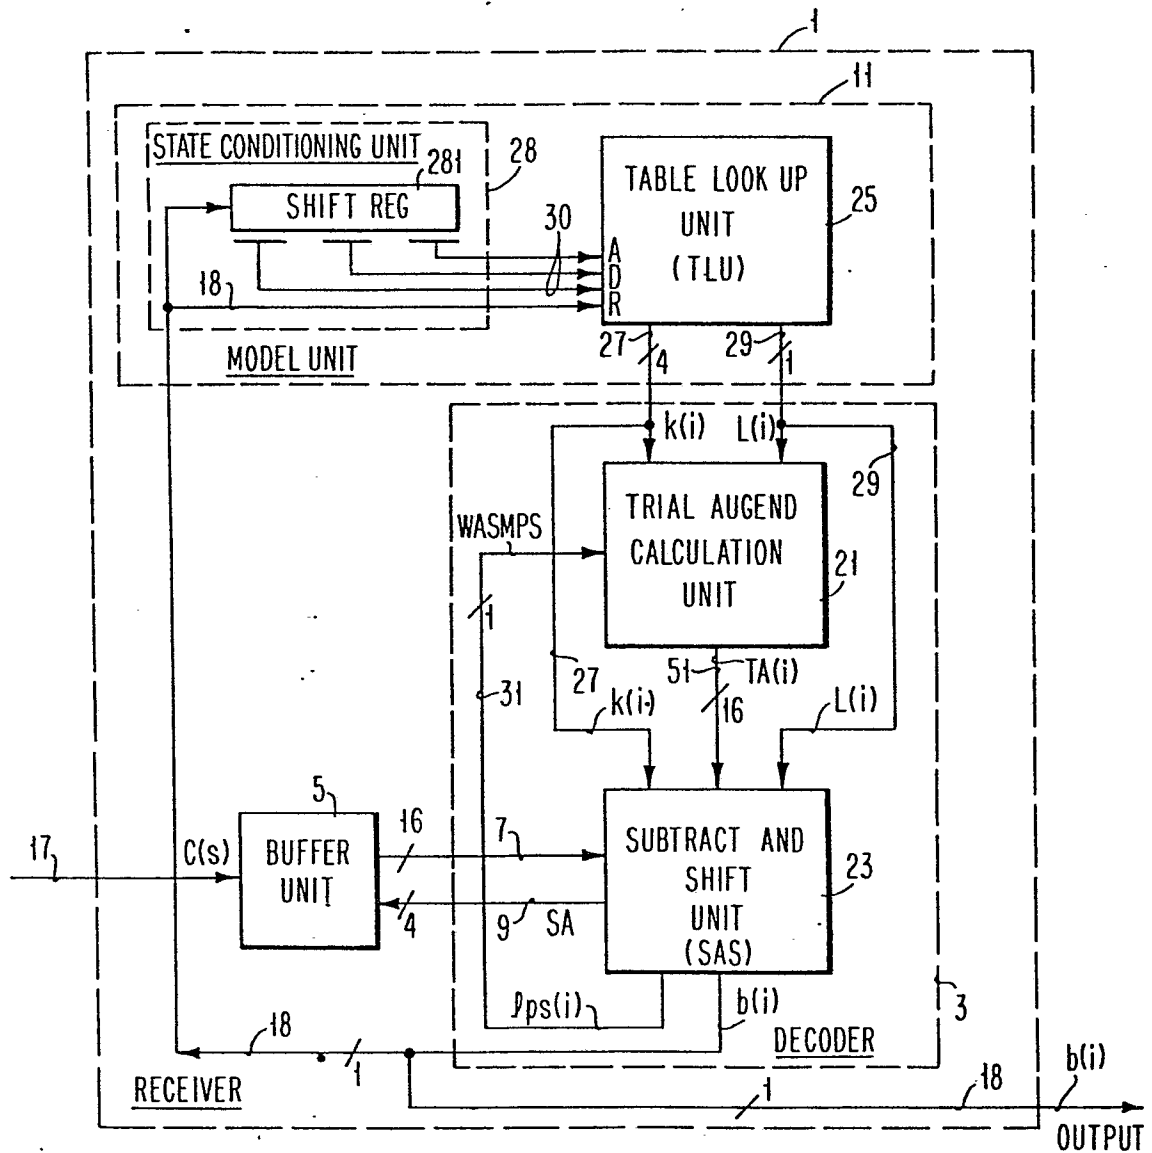 1
11
STATE CONDITIONING UNIT
281
28
SHIFT REG
TABLE LOOK UP
UNIT
(TLU)
25
30
A
D
R
18
27
4
29
1
MODEL UNIT
k(i)
L(i)
29
TRIAL AUGEND
CALCULATION
UNIT
21
WASMPS
1
31
27
51
TA(i)
16
k(i)
L(i)
5
BUFFER
UNIT
17
C(s)
16
7
4
9
SA
SUBTRACT AND
SHIFT
UNIT
(SAS)
23
lps(i)
b(i)
3
DECODER
18
1
RECEIVER
1
18
b(i)
OUTPUT